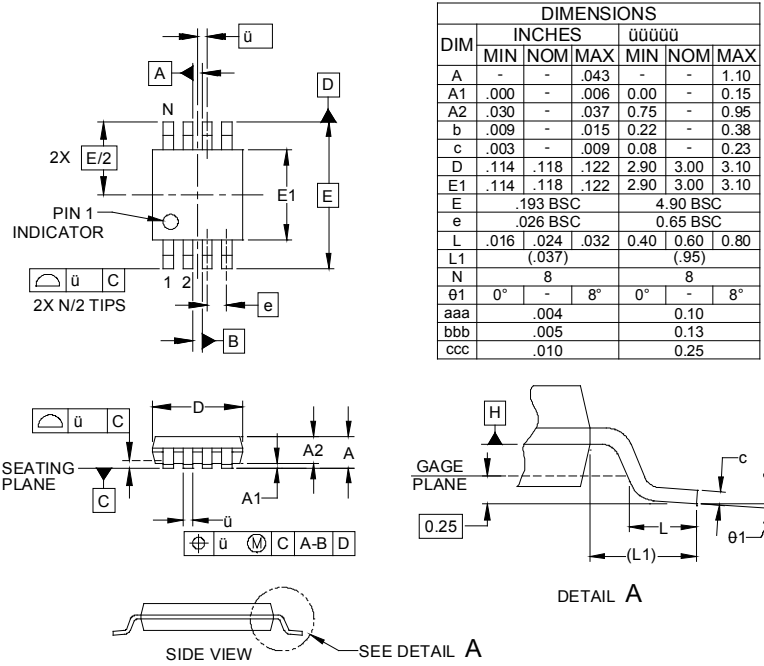 ü
A
D
N
2X E/2
E1
E
PIN 1
INDICATOR
ü C
1 2
2X N/2 TIPS
e
B
DIMENSIONS
DIM INCHES üüüüü
MIN NOM MAX MIN NOM MAX
A - - .043 - - 1.10
A1 .000 - .006 0.00 - 0.15
A2 .030 - .037 0.75 - 0.95
b .009 - .015 0.22 - 0.38
c .003 - .009 0.08 - 0.23
D .114 .118 .122 2.90 3.00 3.10
E1 .114 .118 .122 2.90 3.00 3.10
E .193 BSC 4.90 BSC
e .026 BSC 0.65 BSC
L .016 .024 .032 0.40 0.60 0.80
L1 (.037) (.95)
N 8 8
θ1 0° - 8° 0° - 8°
aaa .004 0.10
bbb .005 0.13
ccc .010 0.25
ü C
D
A2 A
SEATING
PLANE
C
A1
ü
⌖ ü Ⓜ C A-B D
H
GAGE
PLANE
0.25
c
L
θ1
(L1)
DETAIL A
SIDE VIEW
SEE DETAIL A